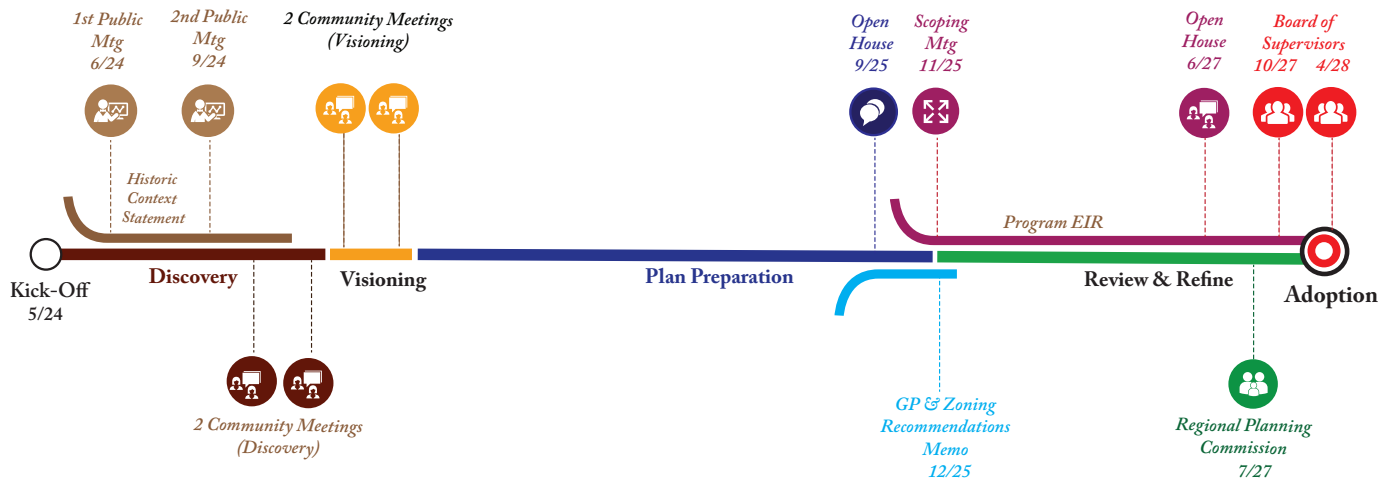 1st Public
Mtg
6/24
2nd Public
Mtg
9/24
2 Community Meetings
(Visioning)
Open
House
9/25
Scoping
Mtg
11/25
Open
House
6/27
Board of
Supervisors
10/27 4/28
Historic
Context
Statement
Program EIR
Kick-Off
5/24
Discovery
Visioning
Plan Preparation
Review & Refine
Adoption
2 Community Meetings
(Discovery)
GP & Zoning
Recommendations
Memo
12/25
Regional Planning
Commission
7/27